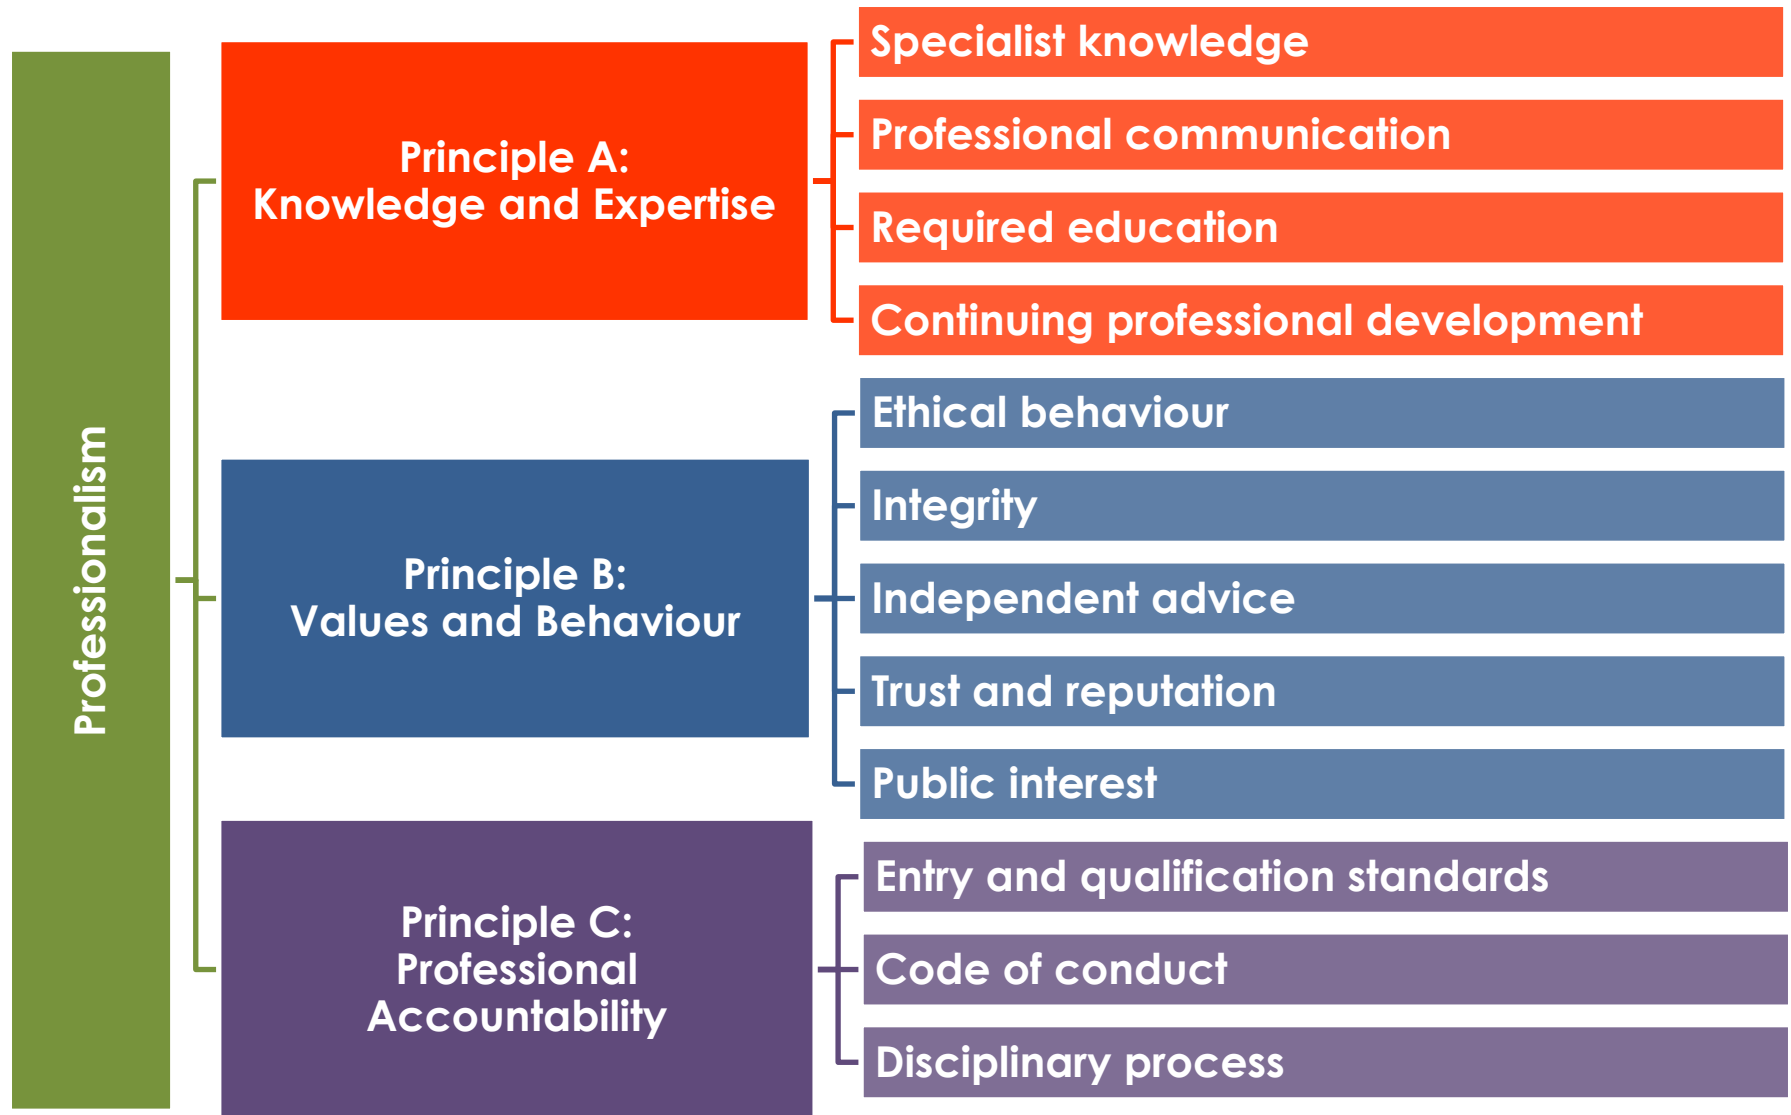 Professionalism
Principle A:
Knowledge and Expertise
Specialist knowledge
Professional communication
Required education
Continuing professional development
Principle B:
Values and Behaviour
Ethical behaviour
Integrity
Independent advice
Trust and reputation
Public interest
Principle C:
Professional
Accountability
Entry and qualification standards
Code of conduct
Disciplinary process